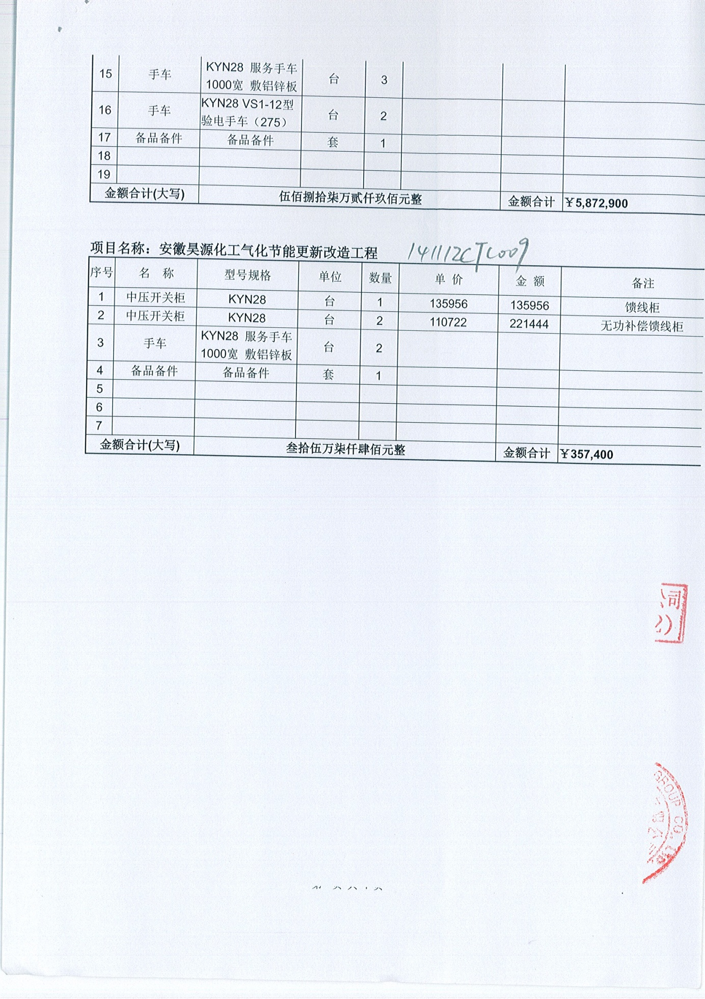 15 手车 KYN28 服务手车 1000宽 敷铝锌板 台 3
16 手车 KYN28 VS1-12型 验电手车（275） 台 2
17 备品备件 备品备件 套 1
18
19
金额合计(大写) 伍佰捌拾柒万贰仟玖佰元整 金额合计 ￥5,872,900
项目名称：安徽昊源化工气化节能更新改造工程 141112CTC009
序号 名 称 型号规格 单位 数量 单 价 金 额 备注
1 中压开关柜 KYN28 台 1 135956 135956 馈线柜
2 中压开关柜 KYN28 台 2 110722 221444 无功补偿馈线柜
3 手车 KYN28 服务手车 1000宽 敷铝锌板 台 2
4 备品备件 备品备件 套 1
5
6
7
金额合计(大写) 叁拾伍万柒仟肆佰元整 金额合计 ￥357,400
同
GROUP CO.